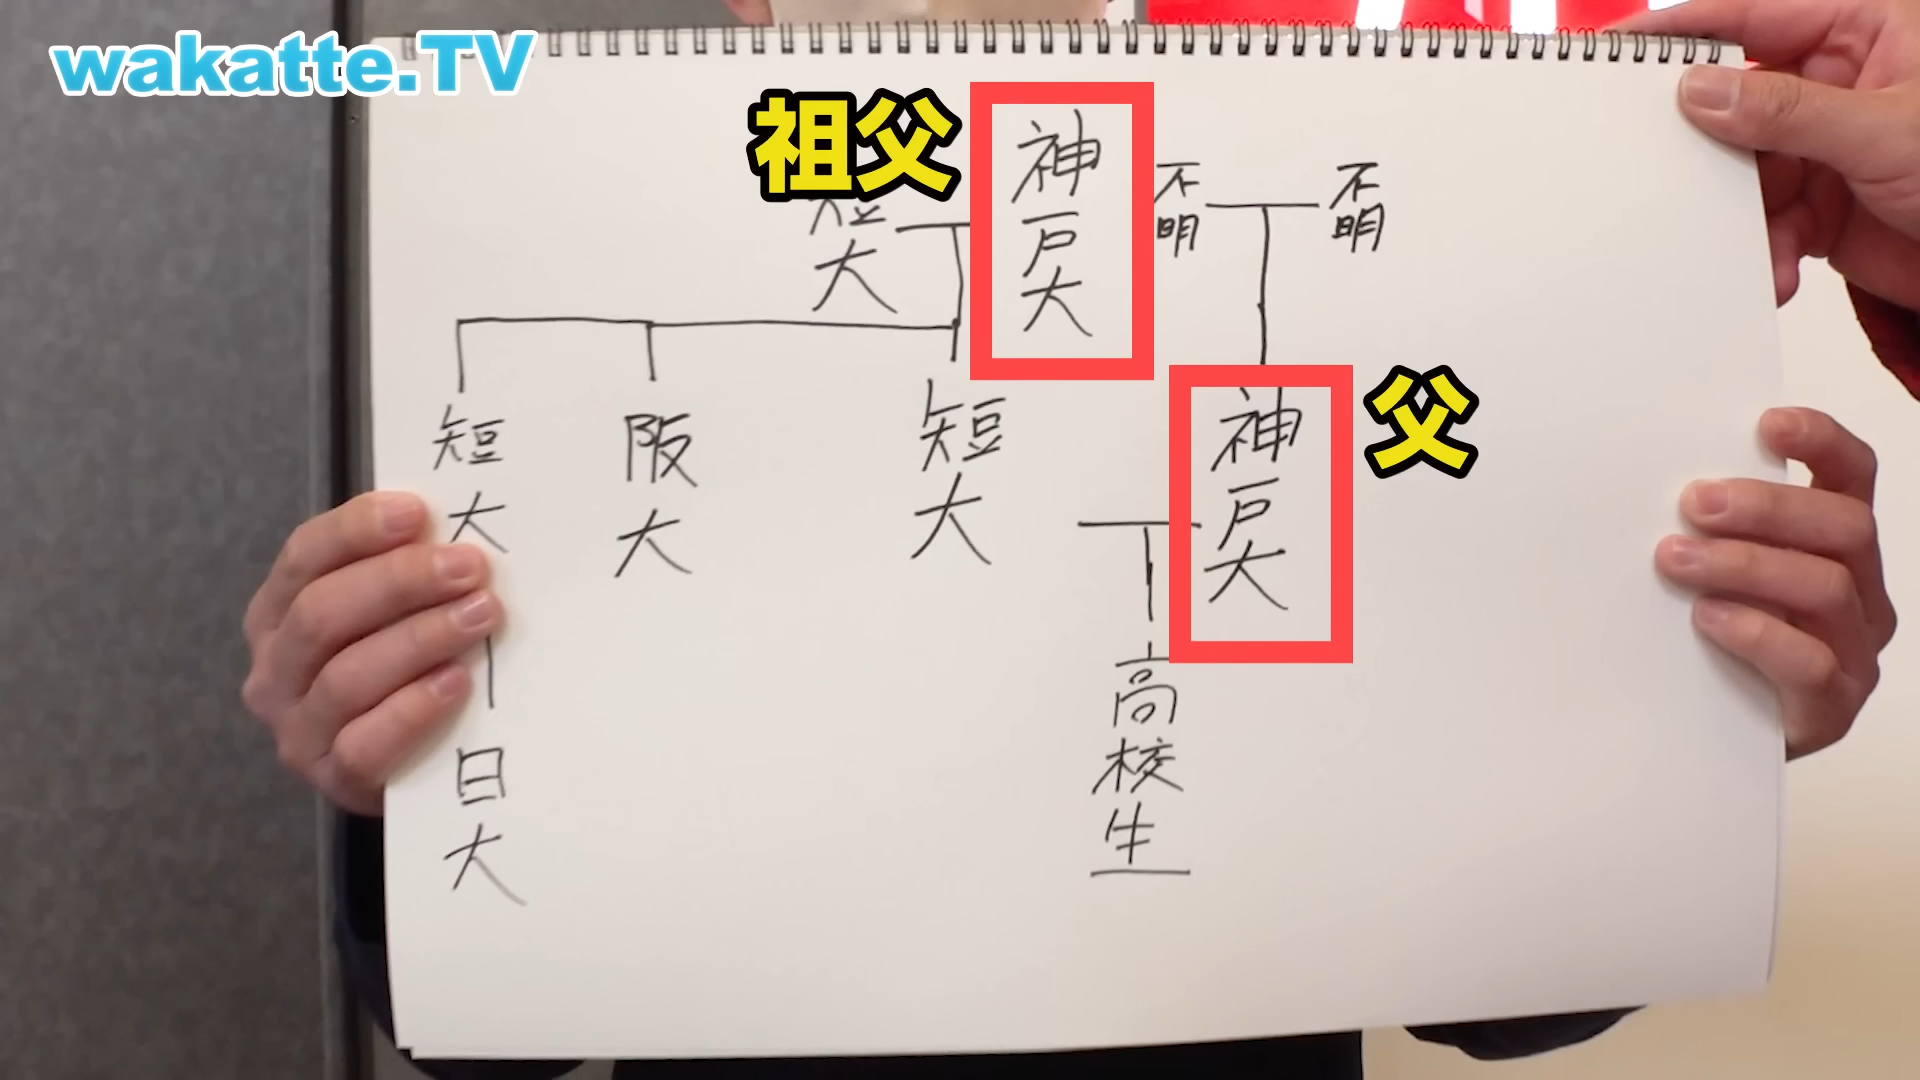 wakatte.TV
祖父
神戸大
不明
不明
短大
短大
阪大
短大
神戸大
父
高校生
日大